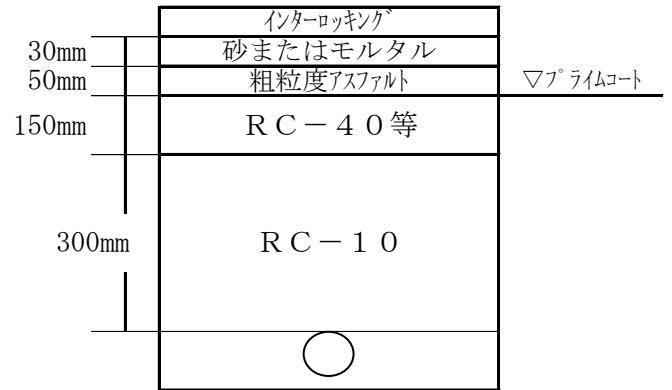 インターロッキング
30mm 砂またはモルタル
50mm 粗粒度アスファルト ▽プライムコート
150mm RC－40等
300mm RC－10